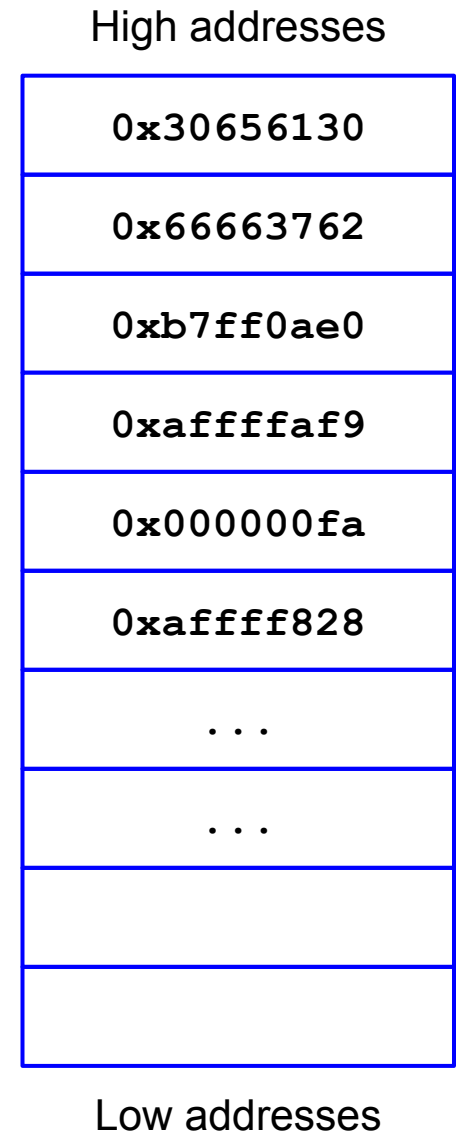 High addresses
0x30656130
0x66663762
0xb7ff0ae0
0xaffffaf9
0x000000fa
0xaffff828
...
...
Low addresses